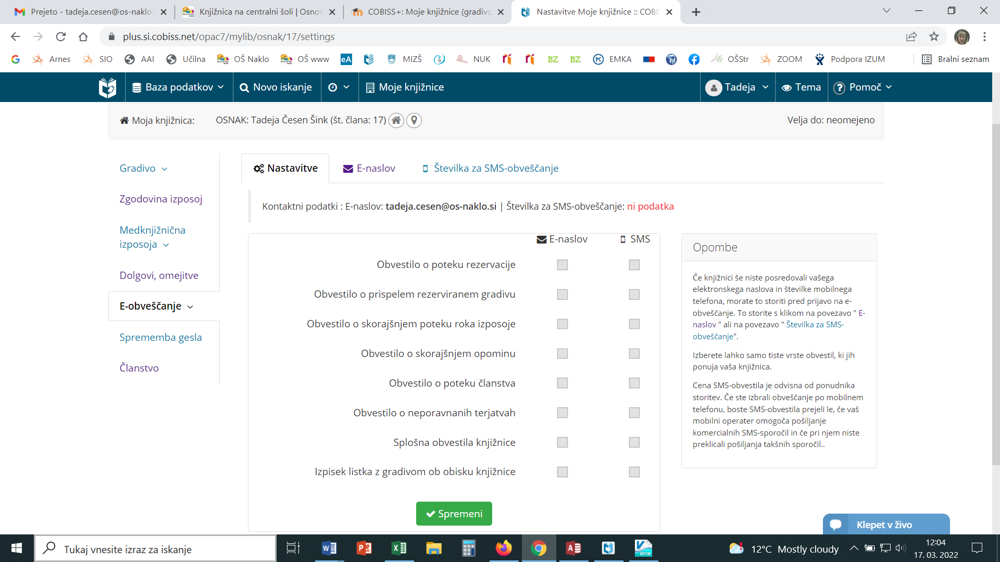 Prejeto - tadeja.cesen@os-naklo.
Knjižnica na centralni šoli | Osnov
COBISS+: Moje knjižnice (gradivo
Nastavitve Moje knjižnice :: COBIS
plus.si.cobiss.net/opac7/mylib/osnak/17/settings
Arnes
SIO
AAI
Učilna
OŠ Naklo
OŠ www
eA
MIZŠ
NUK
BZ
BZ
EMKA
OŠStr
ZOOM
Podpora IZUM
Bralni seznam
Baza podatkov
Novo iskanje
Moje knjižnice
Tadeja
Tema
Pomoč
Moja knjižnica:
OSNAK: Tadeja Česen Šink (št. člana: 17)
Velja do: neomejeno
Gradivo
Zgodovina izposoj
Medknjižnična
izposoja
Dolgovi, omejitve
E-obveščanje
Sprememba gesla
Članstvo
Nastavitve
E-naslov
Številka za SMS-obveščanje
Kontaktni podatki : E-naslov: tadeja.cesen@os-naklo.si | Številka za SMS-obveščanje: ni podatka
E-naslov
SMS
Obvestilo o poteku rezervacije
Obvestilo o prispelem rezerviranem gradivu
Obvestilo o skorajšnjem poteku roka izposoje
Obvestilo o skorajšnjem opominu
Obvestilo o poteku članstva
Obvestilo o neporavnanih terjatvah
Splošna obvestila knjižnice
Izpisek listka z gradivom ob obisku knjižnice
Spremeni
Opombe
Če knjižnici še niste posredovali vašega
elektronskega naslova in številke mobilnega
telefona, morate to storiti pred prijavo na e-
obveščanje. To storite s klikom na povezavo " E-
naslov " ali na povezavo " Številka za SMS-
obveščanje".
Izberete lahko samo tiste vrste obvestil, ki jih
ponuja vaša knjižnica.
Cena SMS-obvestila je odvisna od ponudnika
storitev. Če ste izbrali obveščanje po mobilnem
telefonu, boste SMS-obvestila prejeli le, če vaš
mobilni operater omogoča pošiljanje
komercialnih SMS-sporočil in če pri njem niste
preklicali pošiljanja takšnih sporočil..
Klepet v živo
Tukaj vnesite izraz za iskanje
KPFW
12°C Mostly cloudy
12:04
17. 03. 2022